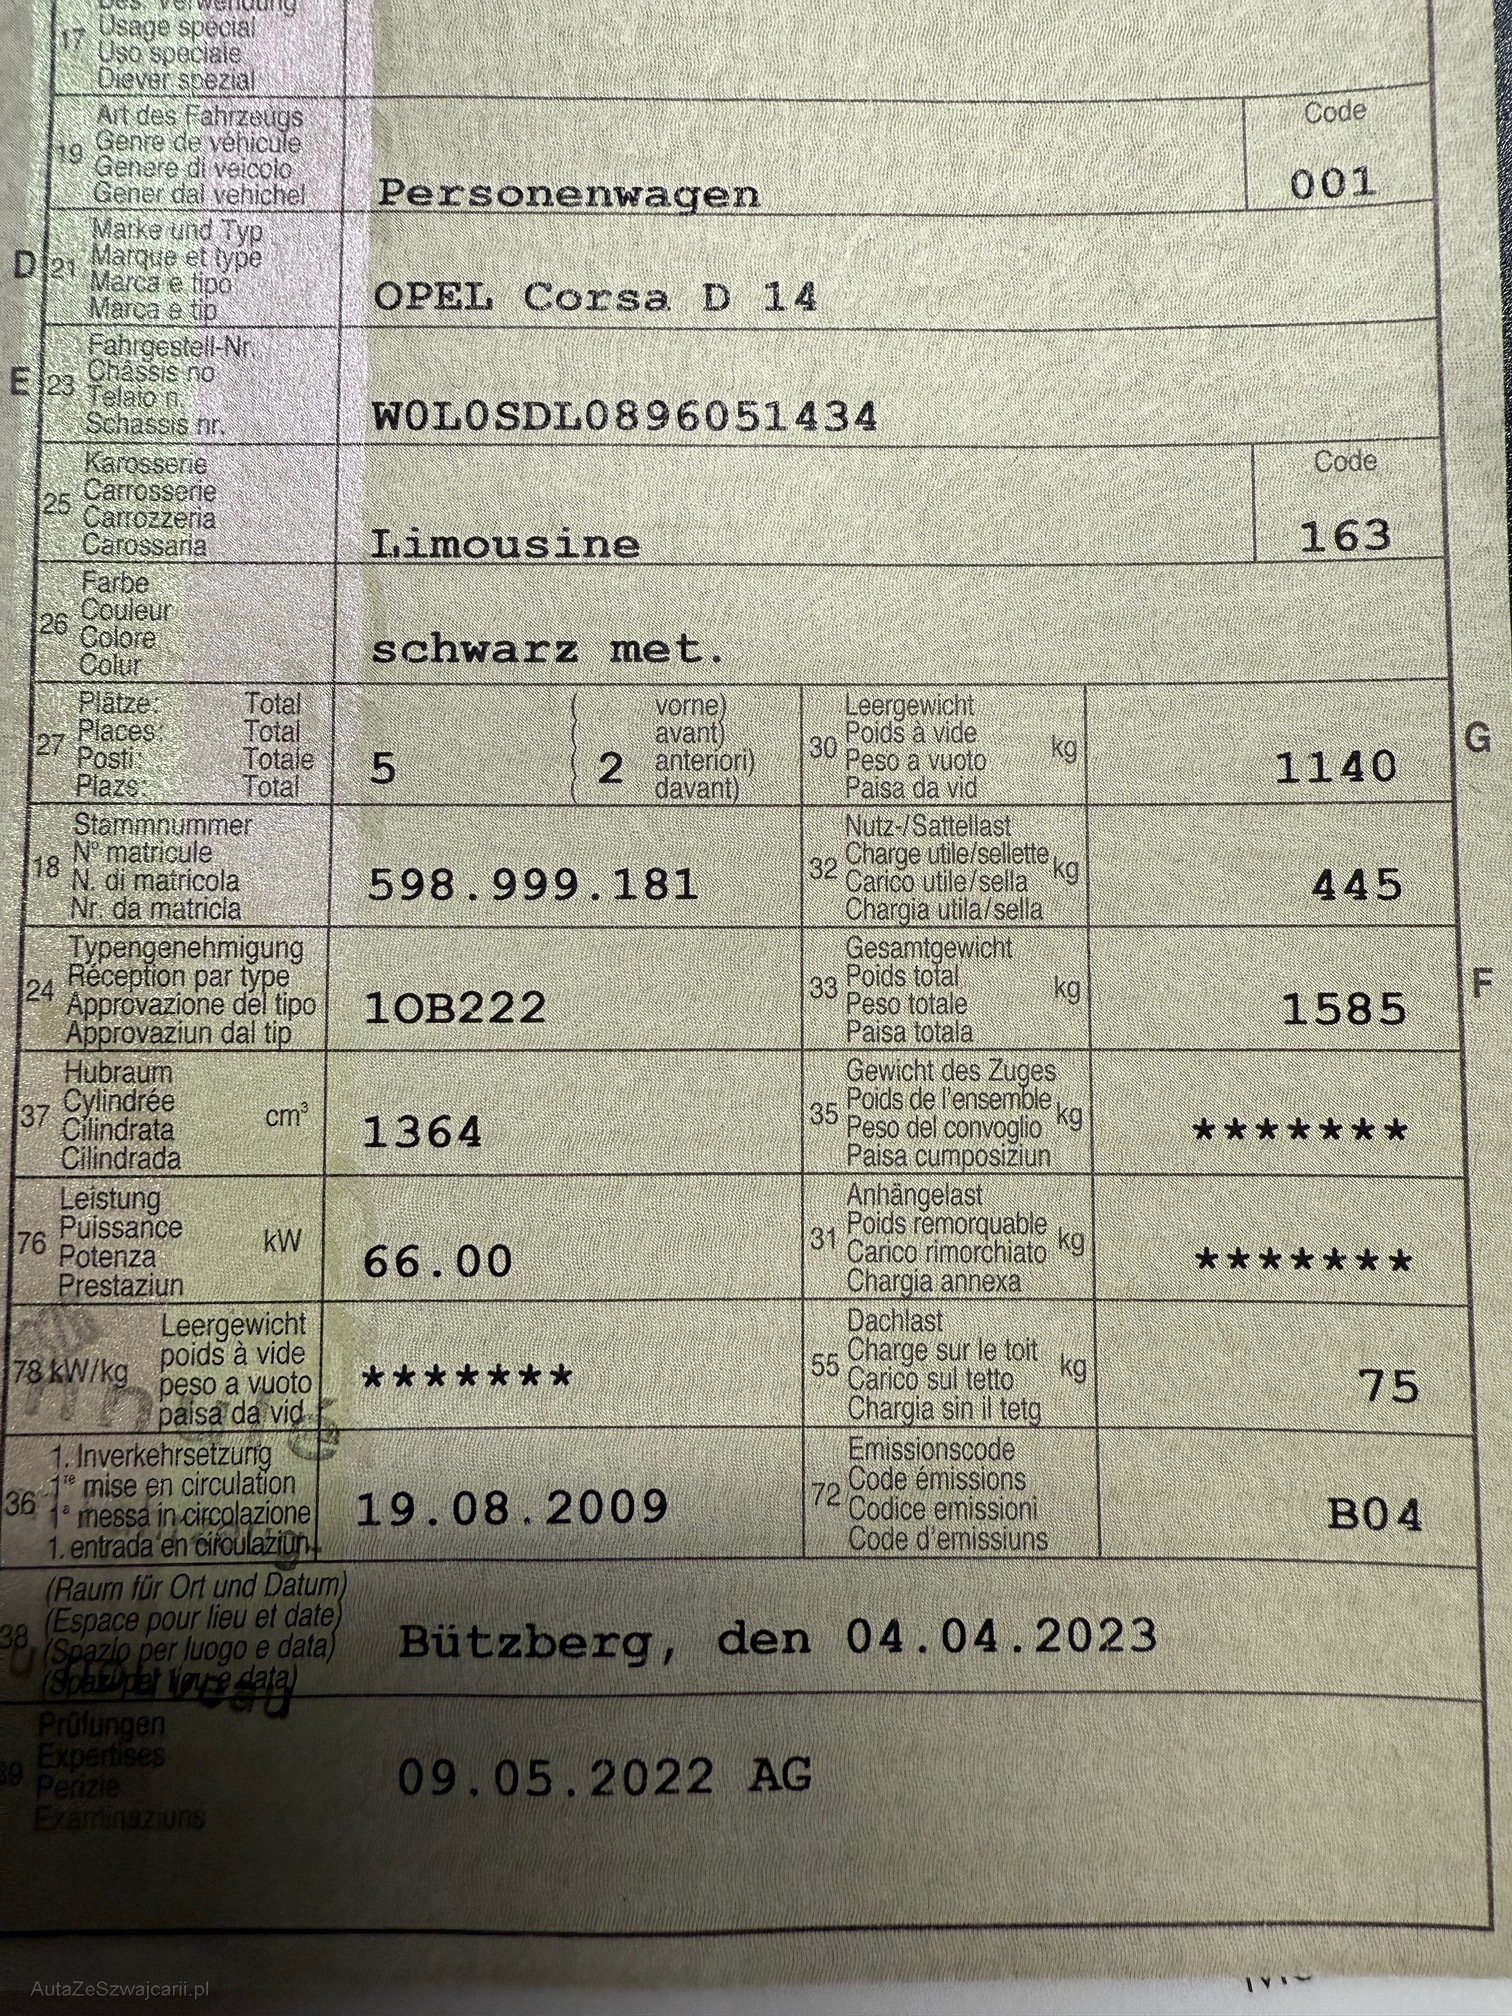 Bes. Verwendung
17 Usage spécial
Uso speciale
Diever spezial
Art des Fahrzeugs
19 Genre de véhicule
Genere di veicolo
Gener dal vehichel
Personenwagen
Code
001
Marke und Typ
D 21 Marque et type
Marca e tipo
Marca e tip
OPEL Corsa D 14
Fahrgestell-Nr.
E 23 Châssis no
Telaio n.
Schassis nr.
W0L0SDL0896051434
Karosserie
25 Carrosserie
Carrozzeria
Carossaria
Limousine
Code
163
Farbe
26 Couleur
Colore
Colur
schwarz met.
Plätze: Total
27 Places: Total
Posti: Totale
Plazs: Total
5
( vorne)
( avant)
( 2 anteriori)
( davant)
Leergewicht
30 Poids à vide kg
Peso a vuoto
Paisa da vid
1140
G
Stammnummer
18 N° matricule
N. di matricola
Nr. da matricla
598.999.181
Nutz-/Sattellast
32 Charge utile/sellette kg
Carico utile/sella
Chargia utila/sella
445
Typengenehmigung
24 Réception par type
Approvazione del tipo
Approvaziun dal tip
1OB222
Gesamtgewicht
33 Poids total kg
Peso totale
Paisa totala
1585
F
Hubraum
37 Cylindrée cm³
Cilindrata
Cilindrada
1364
Gewicht des Zuges
35 Poids de l'ensemble kg
Peso del convoglio
Paisa cumposiziun
*******
Leistung
76 Puissance kW
Potenza
Prestaziun
66.00
Anhängelast
31 Poids remorquable kg
Carico rimorchiato
Chargia annexa
*******
Leergewicht
78 kW/kg poids à vide
peso a vuoto
paisa da vid
*******
Dachlast
55 Charge sur le toit kg
Carico sul tetto
Chargia sin il tetg
75
1. Inverkehrsetzung
36 1re mise en circulation
1a messa in circolazione
1. entrada en circulaziun
19.08.2009
Emissionscode
72 Code émissions
Codice emissioni
Code d'emissiuns
B04
(Raum für Ort und Datum)
38 (Espace pour lieu et date)
(Spazio per luogo e data)
(Spazi per lieu e data)
Bützberg, den 04.04.2023
Prüfungen
39 Expertises
Perizie
Examinaziuns
09.05.2022 AG
AutaZeSzwajcarii.pl